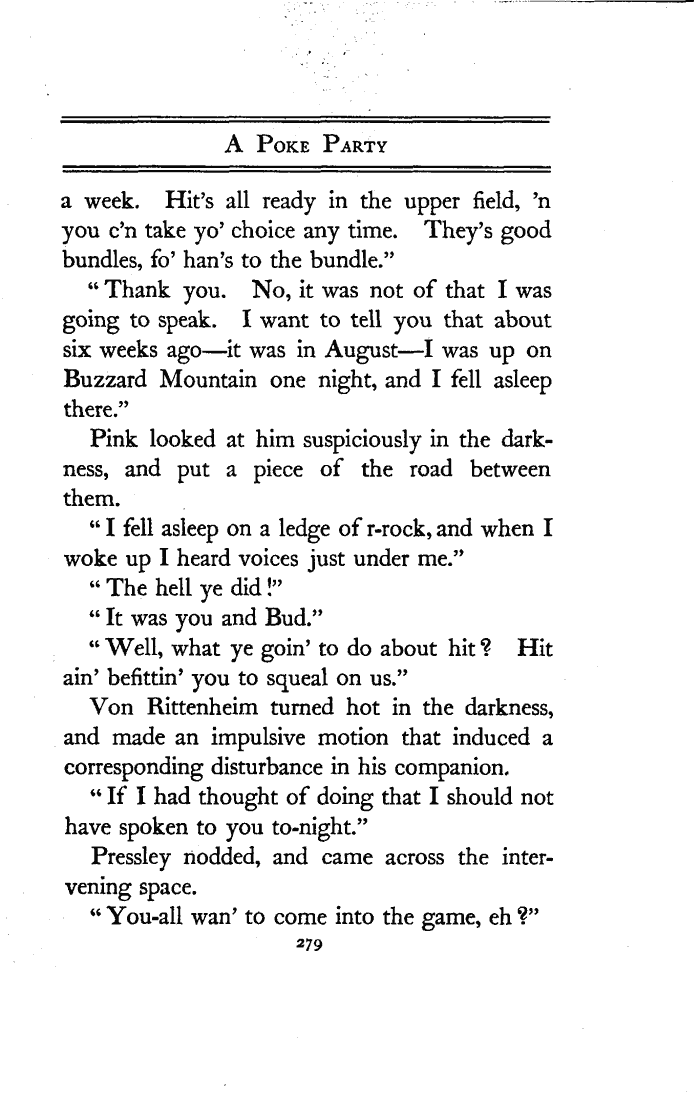 A Poke Party
a week. Hit's all ready in the upper field, 'n
you c'n take yo' choice any time. They's good
bundles, fo' han's to the bundle.”
“Thank you. No, it was not of that I was
going to speak. I want to tell you that about
six weeks ago—it was in August—I was up on
Buzzard Mountain one night, and I fell asleep
there.”
Pink looked at him suspiciously in the dark-
ness, and put a piece of the road between
them.
“I fell asleep on a ledge of r-rock, and when I
woke up I heard voices just under me.”
“The hell ye did!”
“It was you and Bud.”
“Well, what ye goin' to do about hit? Hit
ain' befittin' you to squeal on us.”
Von Rittenheim turned hot in the darkness,
and made an impulsive motion that induced a
corresponding disturbance in his companion.
“If I had thought of doing that I should not
have spoken to you to-night.”
Pressley nodded, and came across the inter-
vening space.
“You-all wan' to come into the game, eh?”
279